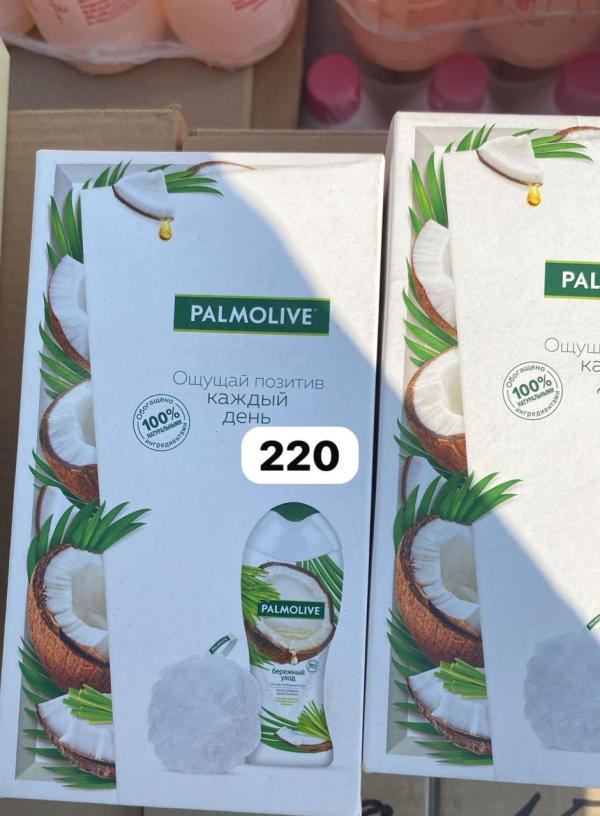 PALMOLIVE
Ощущай позитив
каждый
день
Обогащено
100%
НАТУРАЛЬНЫМИ
ингредиентами
220
PALMOLIVE
бережный
уход
PAL
Ощущ
ка
Обогащено
100%
НАТУРАЛЬНЫМИ
ингредиентами